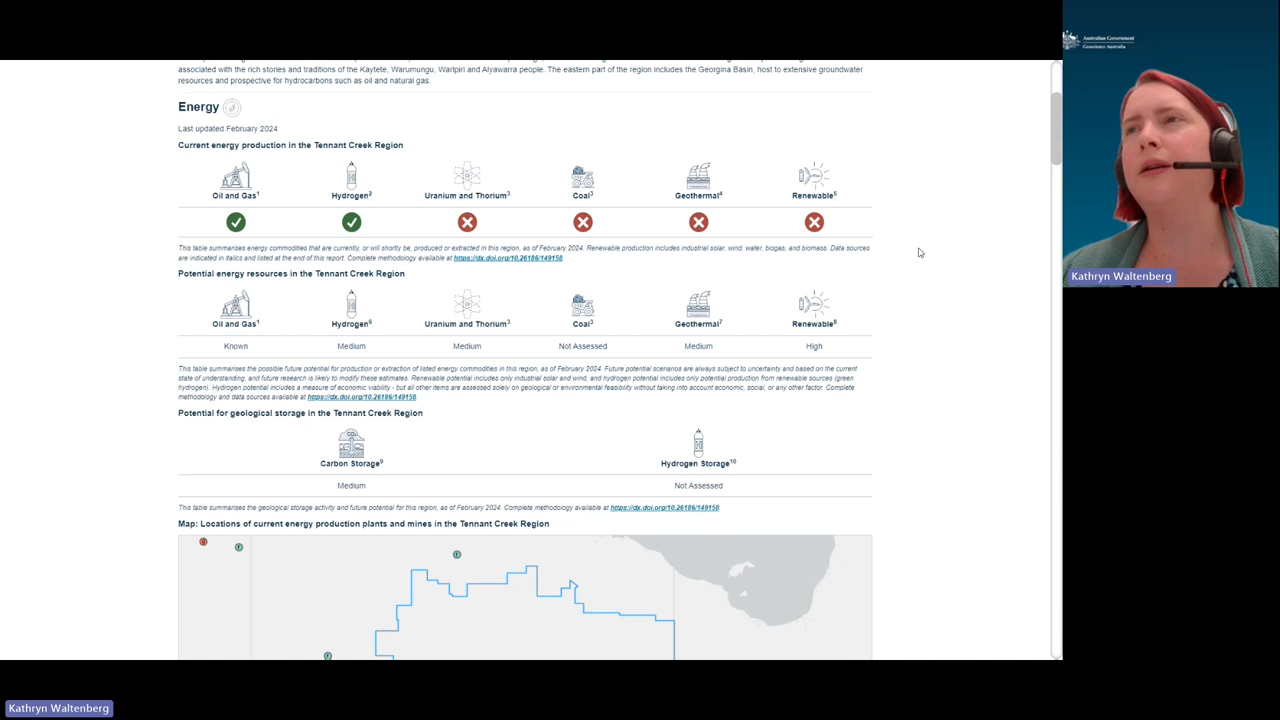 associated with the rich stories and traditions of the Kaytete, Warumungu, Warlpiri and Alyawarra people. The eastern part of the region includes the Georgina Basin, host to extensive groundwater
resources and prospective for hydrocarbons such as oil and natural gas.
Energy
Last updated February 2024
Current energy production in the Tennant Creek Region
Oil and Gas1 Hydrogen2 Uranium and Thorium3 Coal3 Geothermal4 Renewable5
This table summarises energy commodities that are currently, or will shortly be, produced or extracted in this region, as of February 2024. Renewable production includes industrial solar, wind, water, biogas, and biomass. Data sources
are indicated in italics and listed at the end of this report. Complete methodology available at https://dx.doi.org/10.26186/149158.
Potential energy resources in the Tennant Creek Region
Oil and Gas1 Hydrogen6 Uranium and Thorium3 Coal3 Geothermal7 Renewable8
Known Medium Medium Not Assessed Medium High
This table summarises the possible future potential for production or extraction of listed energy commodities in this region, as of February 2024. Future potential scenarios are always subject to uncertainty and based on the current
state of understanding, and future research is likely to modify these estimates. Renewable potential includes only industrial solar and wind, and hydrogen potential includes only potential production from renewable sources (green
hydrogen). Hydrogen potential includes a measure of economic viability - but all other items are assessed solely on geological or environmental feasibility without taking into account economic, social, or any other factor. Complete
methodology and data sources available at https://dx.doi.org/10.26186/149158.
Potential for geological storage in the Tennant Creek Region
CO2
Carbon Storage9 Hydrogen Storage10
Medium Not Assessed
This table summarises the geological storage activity and future potential for this region, as of February 2024. Complete methodology available at https://dx.doi.org/10.26186/149158.
Map: Locations of current energy production plants and mines in the Tennant Creek Region
Australian Government
Geoscience Australia
Kathryn Waltenberg
Kathryn Waltenberg